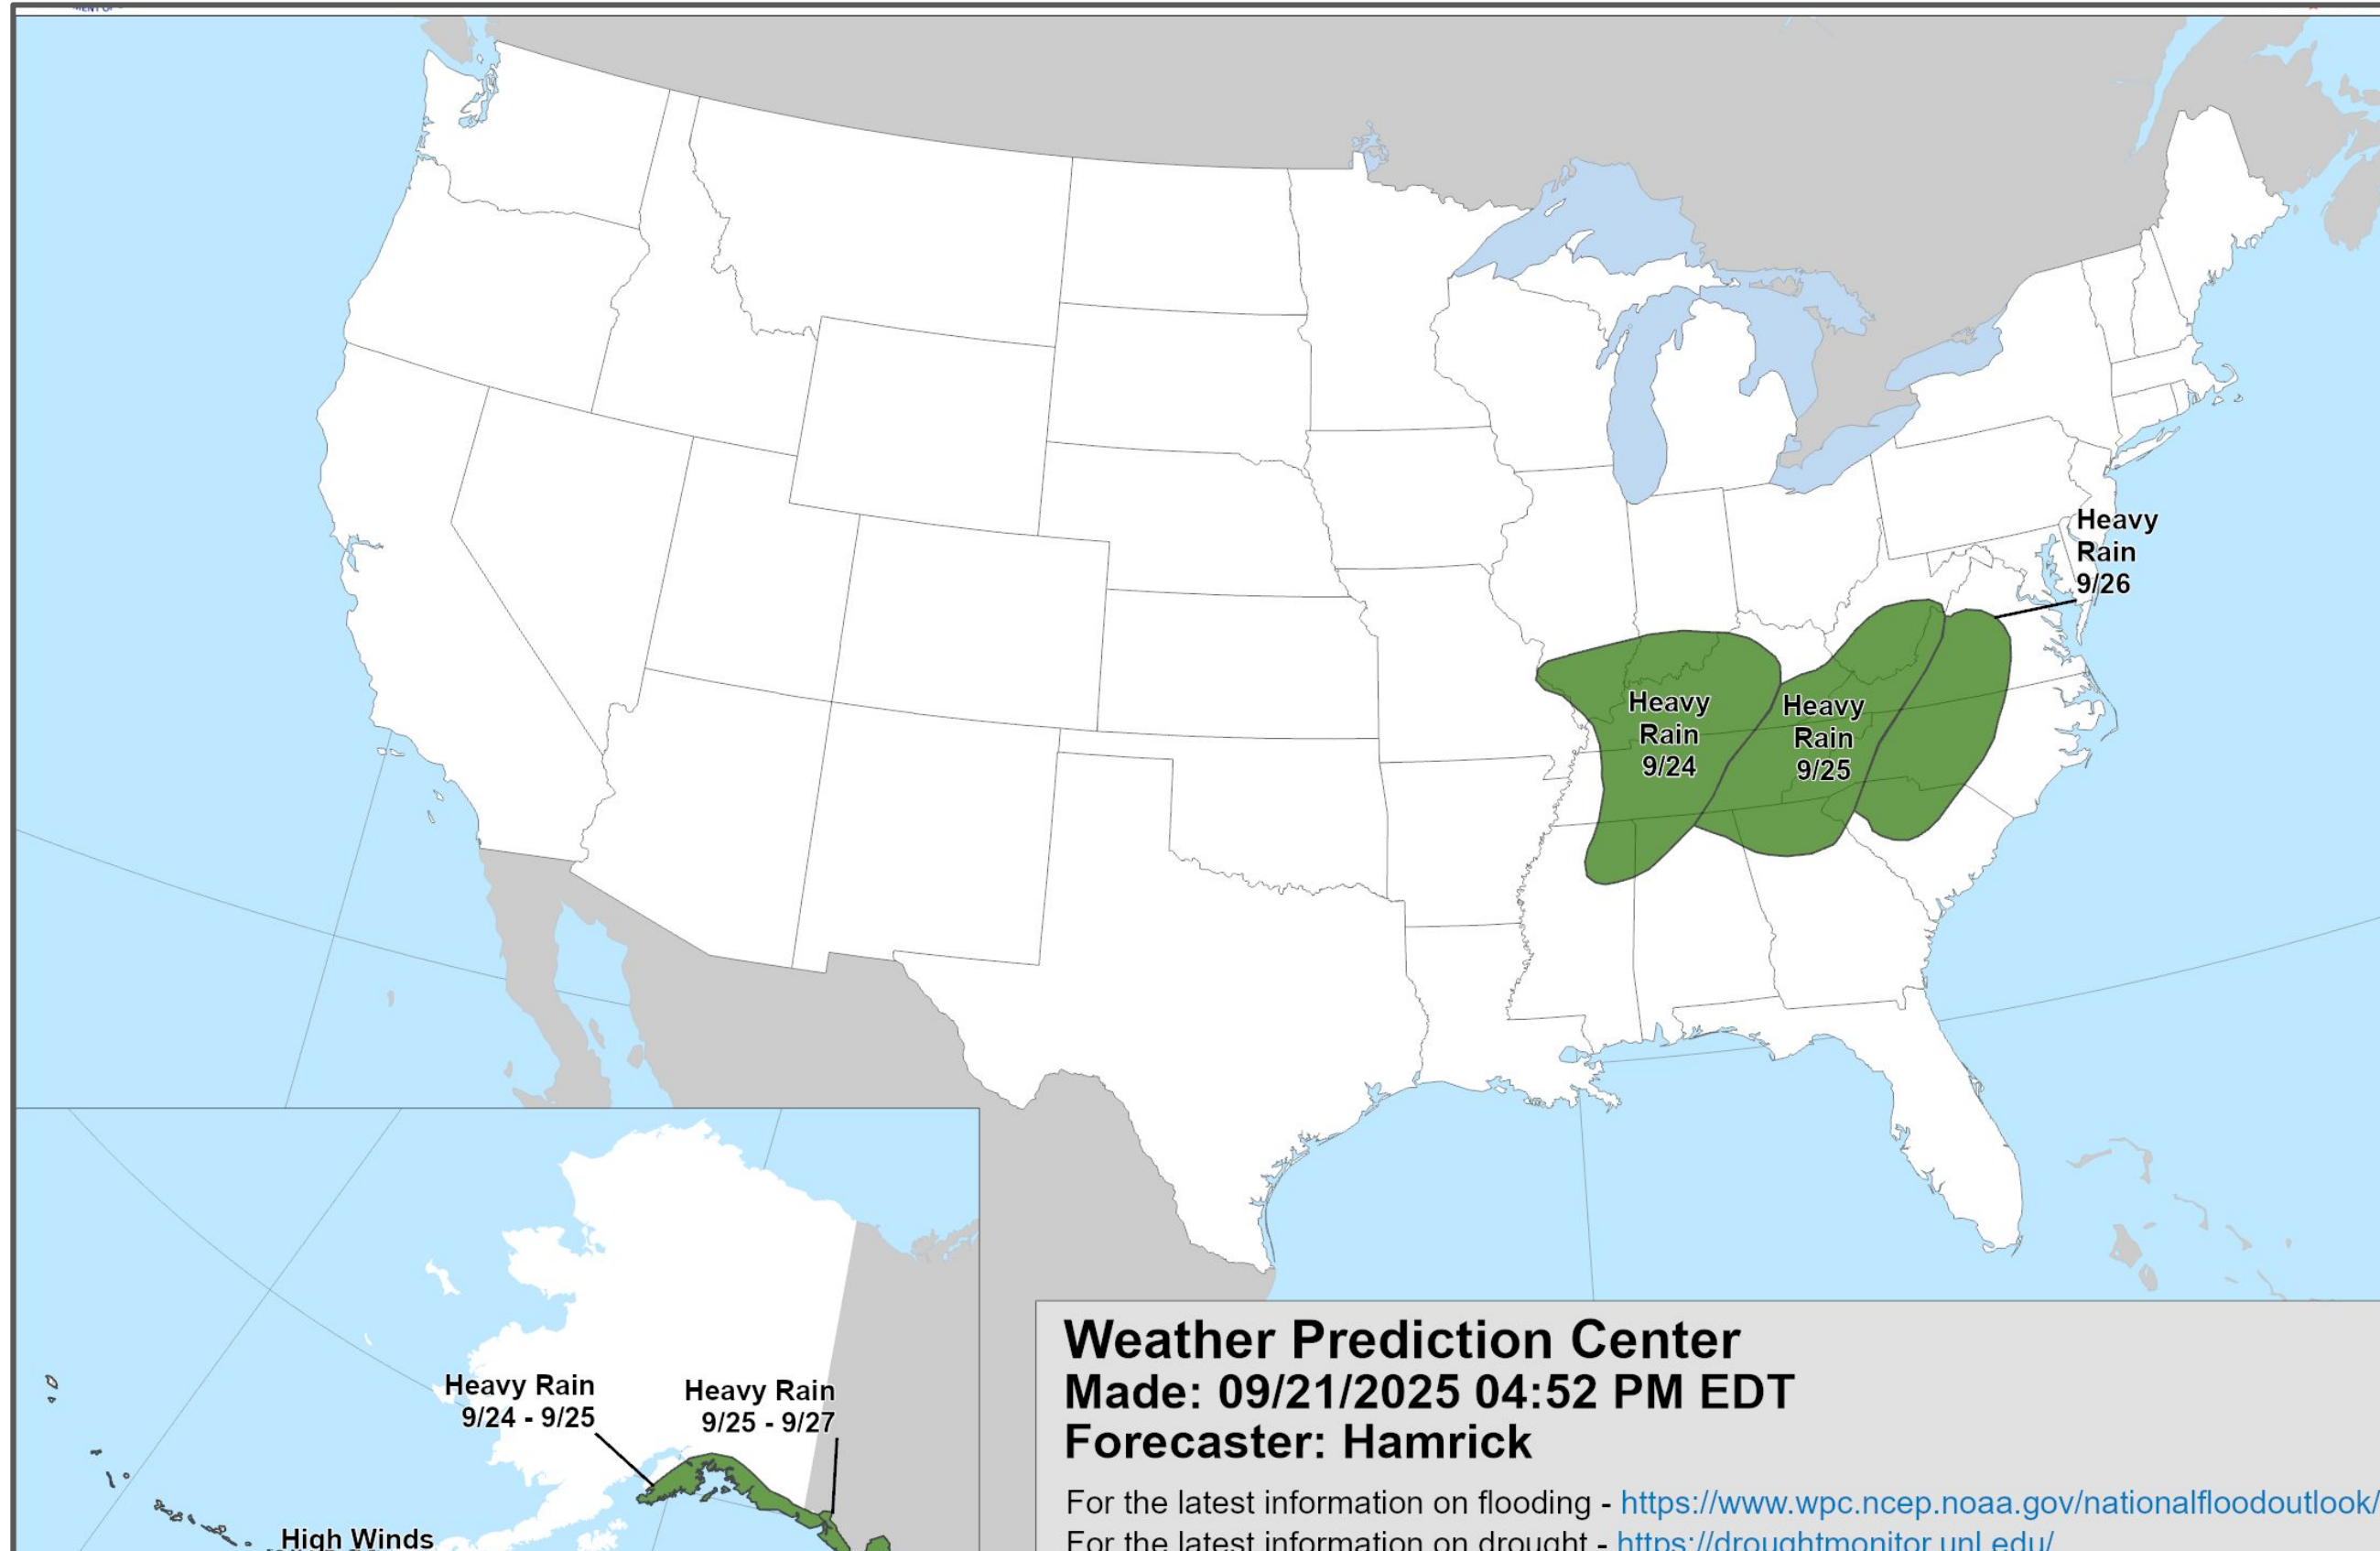 Heavy
Rain
9/26
Heavy
Rain
9/24
Heavy
Rain
9/25
Heavy Rain
9/24 - 9/25
Heavy Rain
9/25 - 9/27
High Winds
Weather Prediction Center
Made: 09/21/2025 04:52 PM EDT
Forecaster: Hamrick
For the latest information on flooding - https://www.wpc.ncep.noaa.gov/nationalfloodoutlook/
For the latest information on drought - https://droughtmonitor.unl.edu/